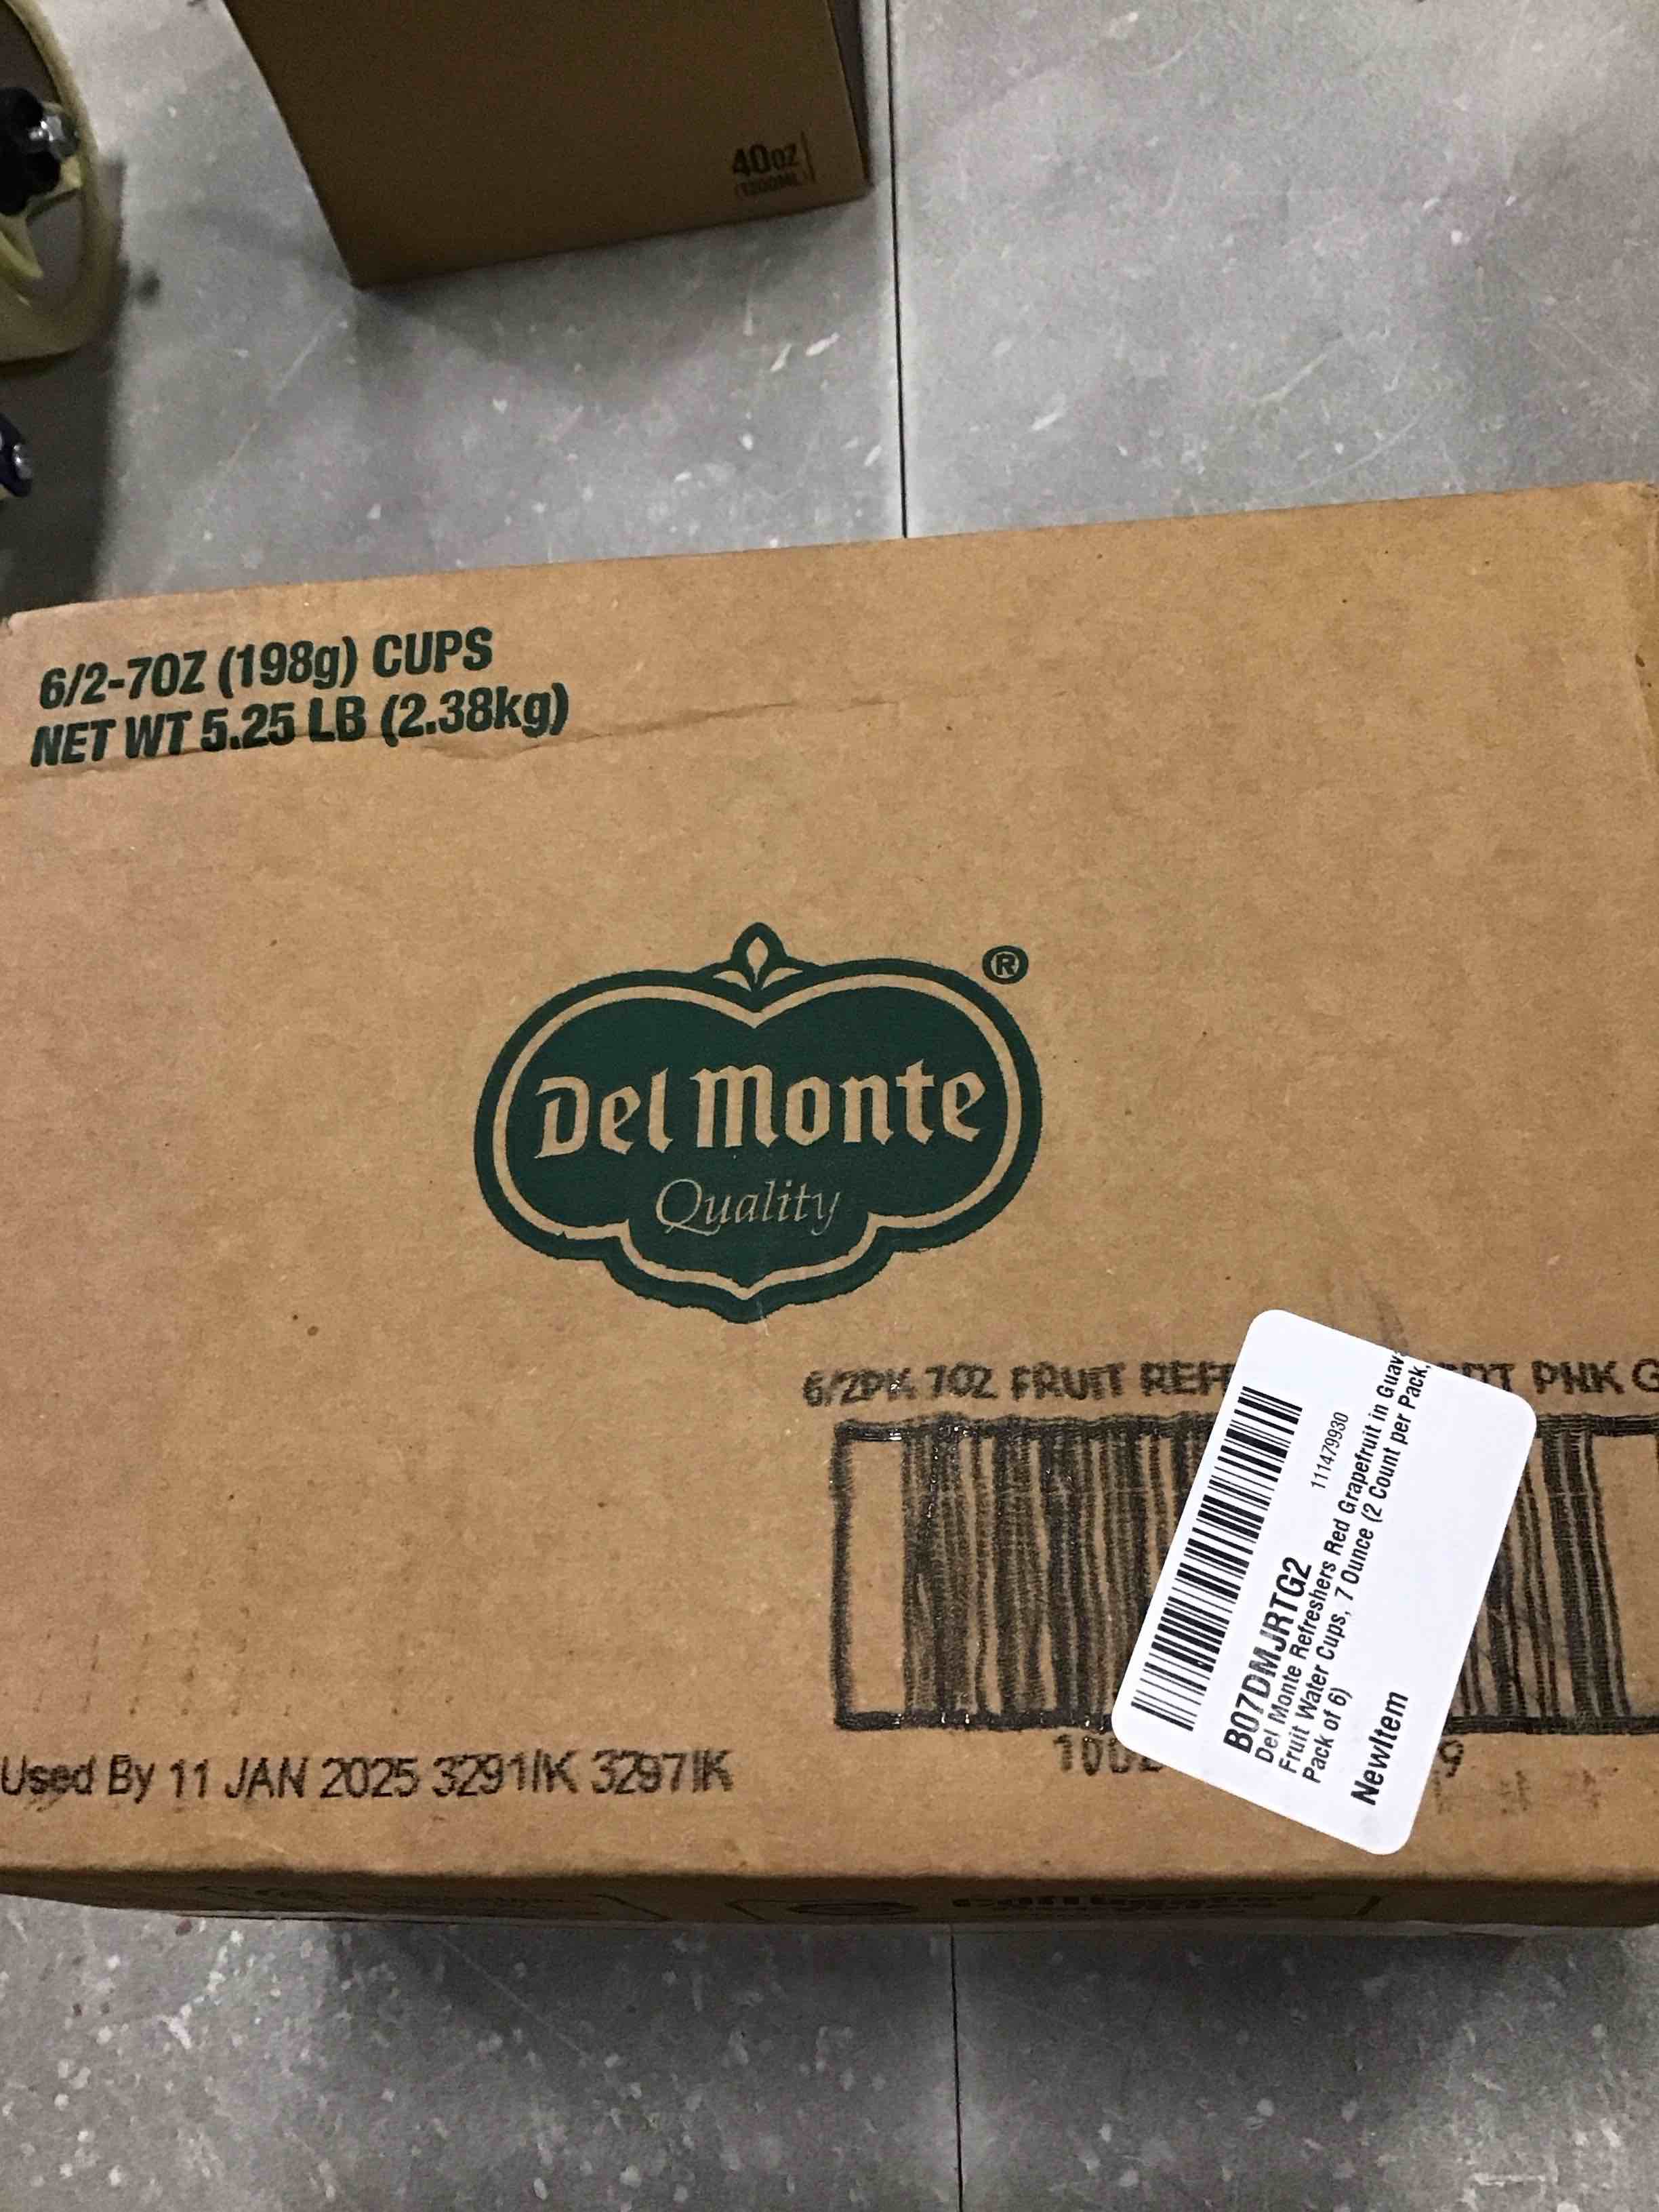 40oz
(1200ML)
6/2-7OZ (198g) CUPS
NET WT 5.25 LB (2.38kg)
®
Del Monte
Quality
6/2PK 7OZ FRUIT PNK
111479930
B07DMJRTG2
Del Monte Refreshers Red Grapefruit in Guav
Fruit Water Cups, 7 Ounce (2 Count per Pack,
Pack of 6)
NewItem
Used By 11 JAN 2025 3291IK 3297IK